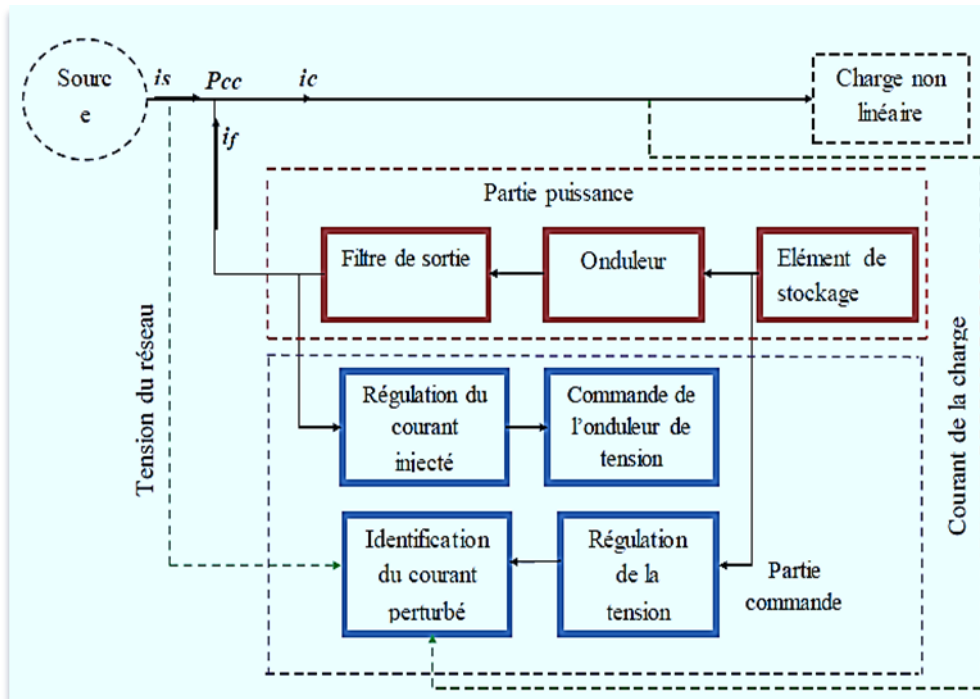 Sourc
e
is
Pcc
ic
Charge non
linéaire
if
Partie puissance
Filtre de sortie
Onduleur
Elément de
stockage
Tension du réseau
Courant de la charge
Régulation du
courant
injecté
Commande de
l'onduleur de
tension
Identification
du courant
perturbé
Régulation
de la
tension
Partie
commande